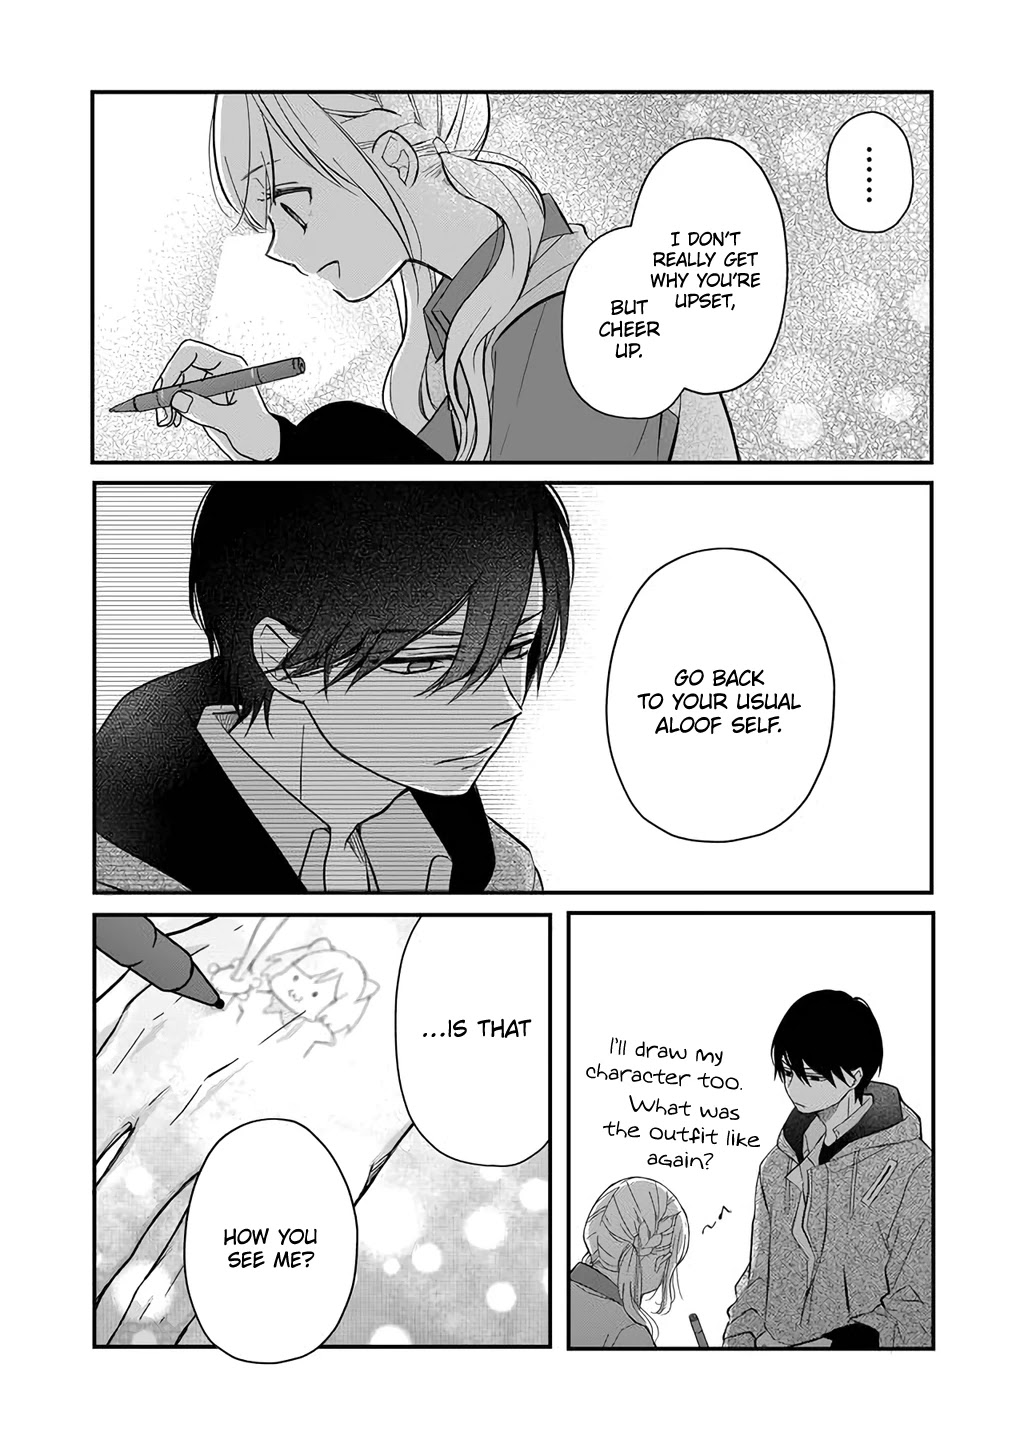 ......
I DON'T
REALLY GET
WHY YOU'RE
UPSET,
BUT
CHEER
UP.
GO BACK
TO YOUR USUAL
ALOOF SELF.
...IS THAT
HOW YOU
SEE ME?
I'll draw my
character too.
What was
the outfit like
again?